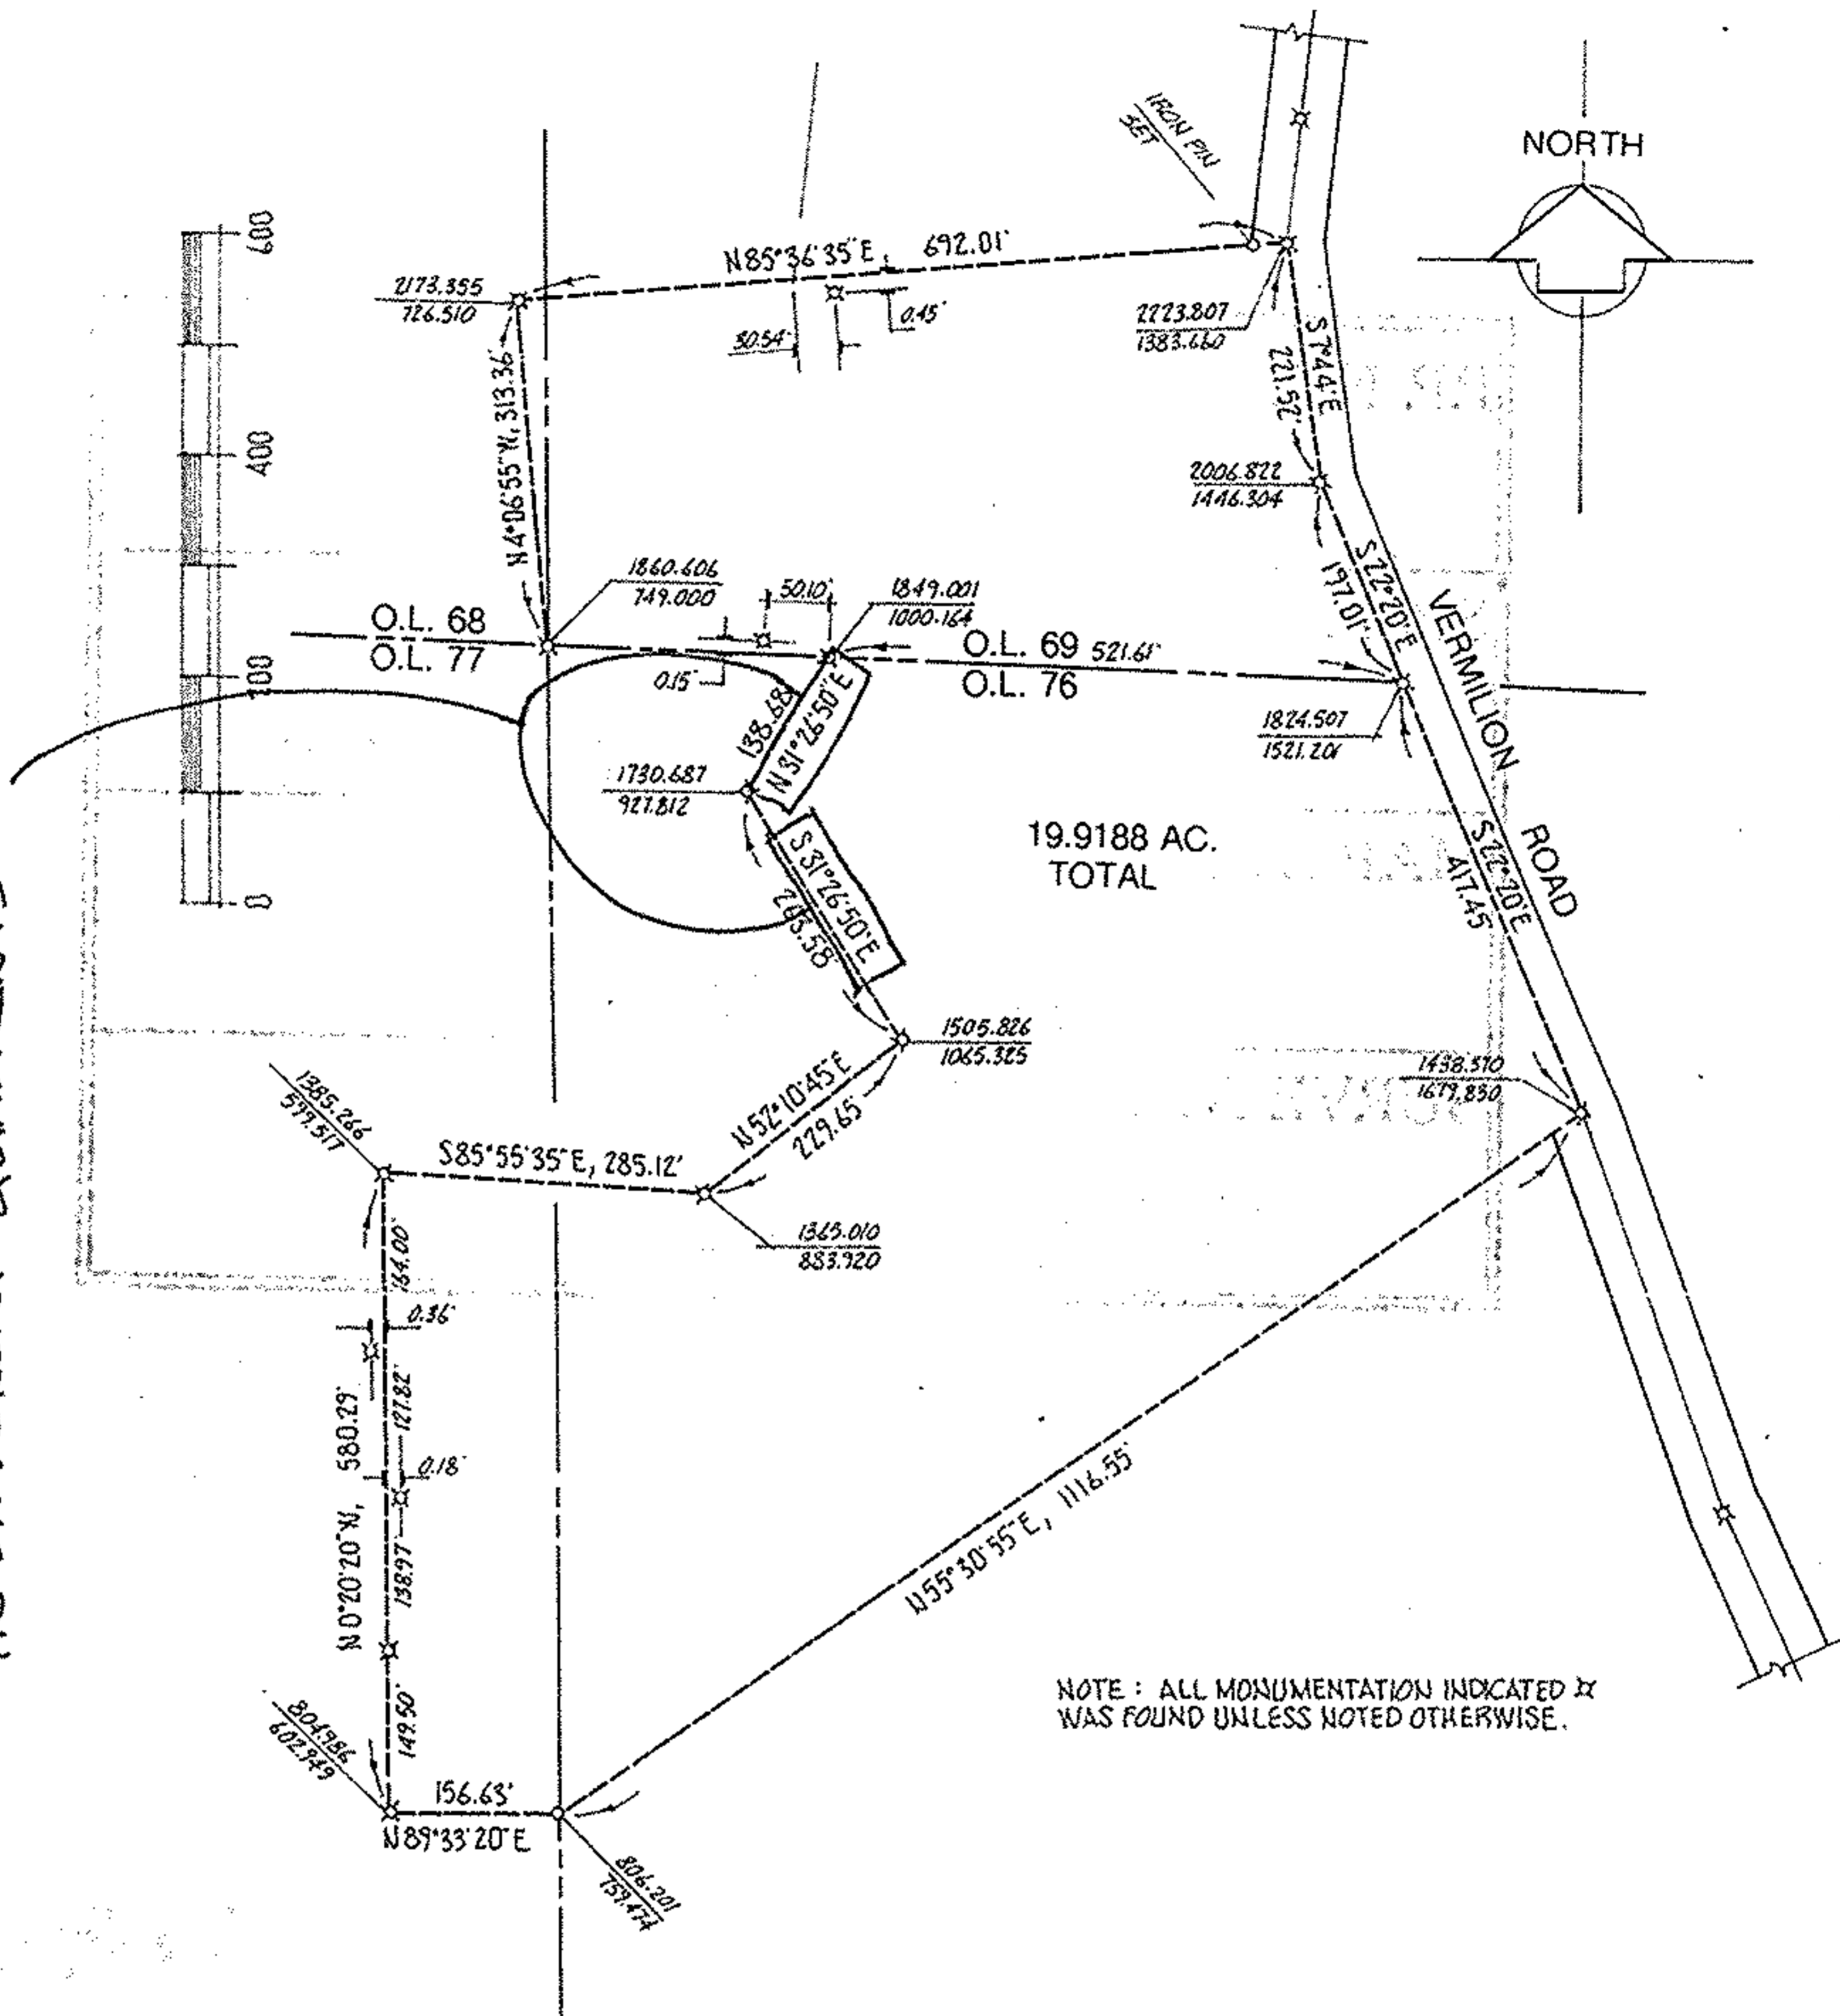 IRON PIN
SET
NORTH
N85°36'35"E 692.01'
2173.355
726.510
0.45'
30.54'
2223.807
1383.460
600
400
200
0
N4°06'55"W, 313.36'
S7°44'E
221.52'
2006.822
1446.304
S22°20'E
197.01'
1860.606
749.000
50.10'
1849.001
1000.164
O.L. 68
O.L. 77
O.L. 69 521.61'
O.L. 76
0.15'
138.68'
N31°26'50"E
VERMILION ROAD
1824.507
1521.201
1730.687
927.812
S31°26'50"E
263.58'
19.9188 AC.
TOTAL
S22°20'E
417.45
1505.826
1065.325
1438.370
1679.830
N52°10'45"E
229.65'
1385.266
599.517
S85°55'35"E, 285.12'
1365.010
883.920
164.00'
0.36'
127.82'
N0°20'20"W, 580.29'
0.18'
138.97'
N55°30'55"E, 1116.55'
NOTE : ALL MONUMENTATION INDICATED ¤
WAS FOUND UNLESS NOTED OTHERWISE.
149.50'
804.986
602.949
156.63'
N89°33'20"E
806.201
759.474